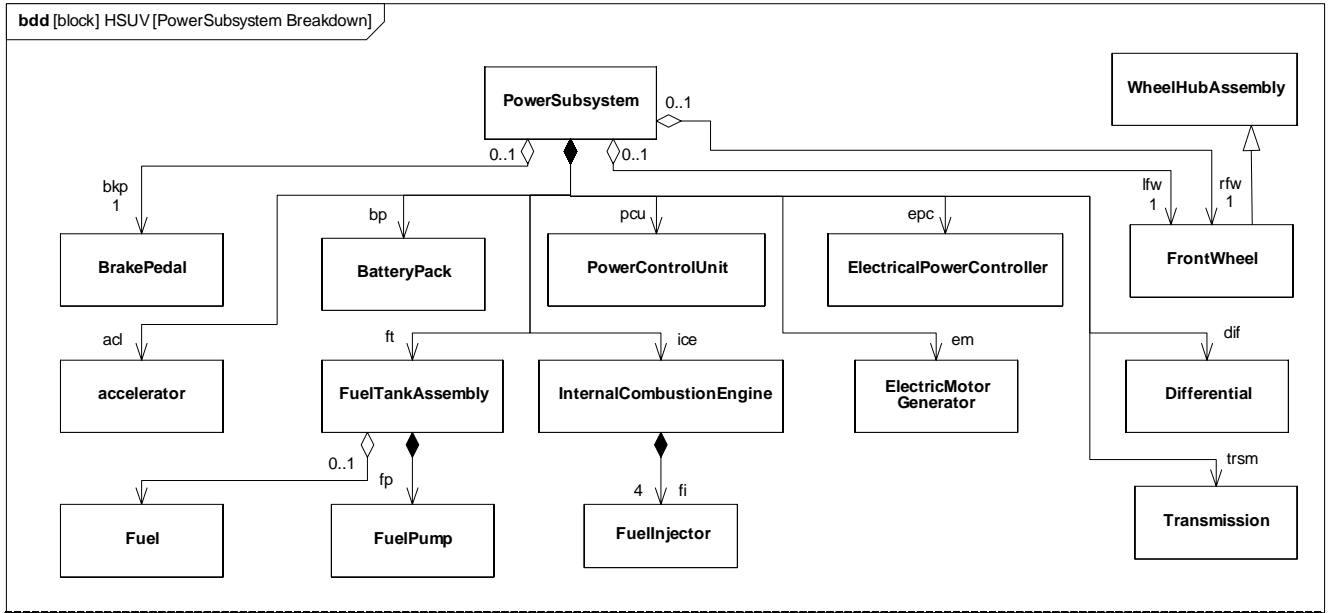 bdd [block] HSUV [PowerSubsystem Breakdown]
PowerSubsystem
0..1
WheelHubAssembly
0..1
0..1
bkp
1
bp
pcu
epc
lfw
1
rfw
1
BrakePedal
BatteryPack
PowerControlUnit
ElectricalPowerController
FrontWheel
acl
ft
ice
em
dif
accelerator
FuelTankAssembly
InternalCombustionEngine
ElectricMotor
Generator
Differential
0..1
fp
4
fi
trsm
Fuel
FuelPump
FuelInjector
Transmission